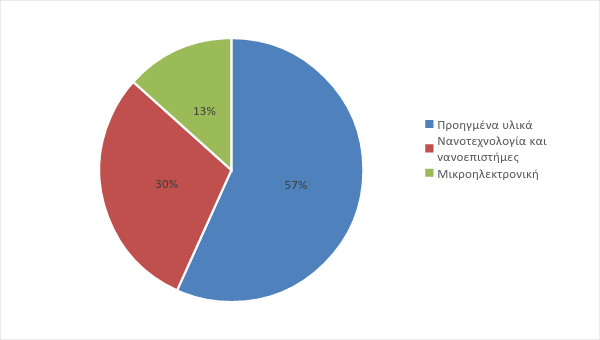 13%
30%
57%
Προηγμένα υλικά
Νανοτεχνολογία και
νανοεπιστήμες
Μικροηλεκτρονική